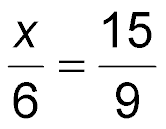 x/6 = 15/9